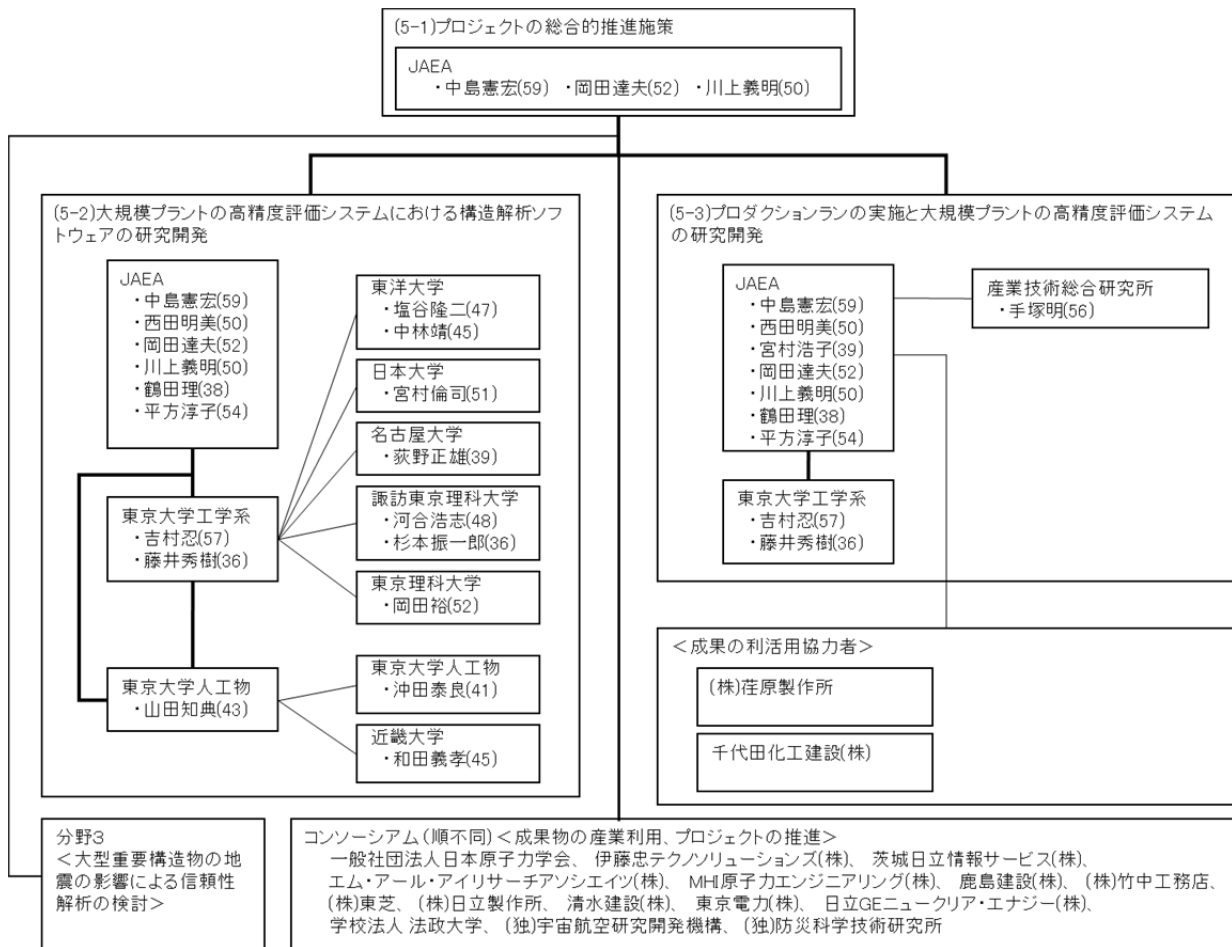 (5-1)プロジェクトの総合的推進施策
JAEA
・中島憲宏(59) ・岡田達夫(52) ・川上義明(50)
(5-2)大規模プラントの高精度評価システムにおける構造解析ソフ
トウェアの研究開発
JAEA
・中島憲宏(59)
・西田明美(50)
・岡田達夫(52)
・川上義明(50)
・鶴田理(38)
・平方淳子(54)
東京大学工学系
・吉村忍(57)
・藤井秀樹(36)
東京大学人工物
・山田知典(43)
東洋大学
・塩谷隆二(47)
・中林靖(45)
日本大学
・宮村倫司(51)
名古屋大学
・荻野正雄(39)
諏訪東京理科大学
・河合浩志(48)
・杉本振一郎(36)
東京理科大学
・岡田裕(52)
東京大学人工物
・沖田泰良(41)
近畿大学
・和田義孝(45)
(5-3)プロダクションランの実施と大規模プラントの高精度評価システム
の研究開発
JAEA
・中島憲宏(59)
・西田明美(50)
・宮村浩子(39)
・岡田達夫(52)
・川上義明(50)
・鶴田理(38)
・平方淳子(54)
東京大学工学系
・吉村忍(57)
・藤井秀樹(36)
産業技術総合研究所
・手塚明(56)
<成果の利活用協力者>
(株)荏原製作所
千代田化工建設(株)
分野3
<大型重要構造物の地
震の影響による信頼性
解析の検討>
コンソーシアム(順不同)<成果物の産業利用、プロジェクトの推進>
一般社団法人日本原子力学会、 伊藤忠テクノソリューションズ(株)、 茨城日立情報サービス(株)、
エム・アール・アイリサーチアソシエイツ(株)、 MHI原子力エンジニアリング(株)、 鹿島建設(株)、 (株)竹中工務店、
(株)東芝、 (株)日立製作所、 清水建設(株)、 東京電力(株)、 日立GEニュークリア・エナジー(株)、
学校法人 法政大学、 (独)宇宙航空研究開発機構、 (独)防災科学技術研究所